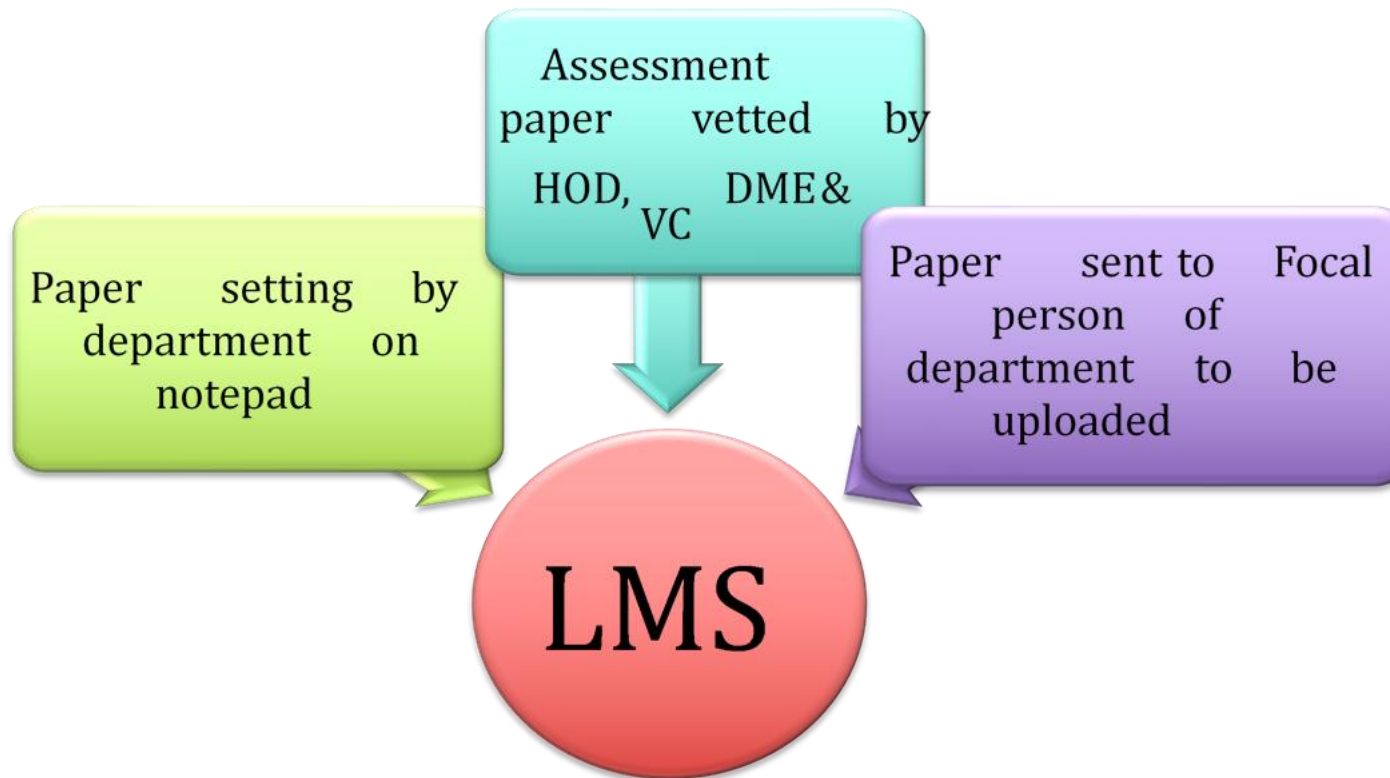 Paper setting by
department on
notepad
Assessment
paper vetted by
HOD, DME&
VC
Paper sent to Focal
person of
department to be
uploaded
LMS